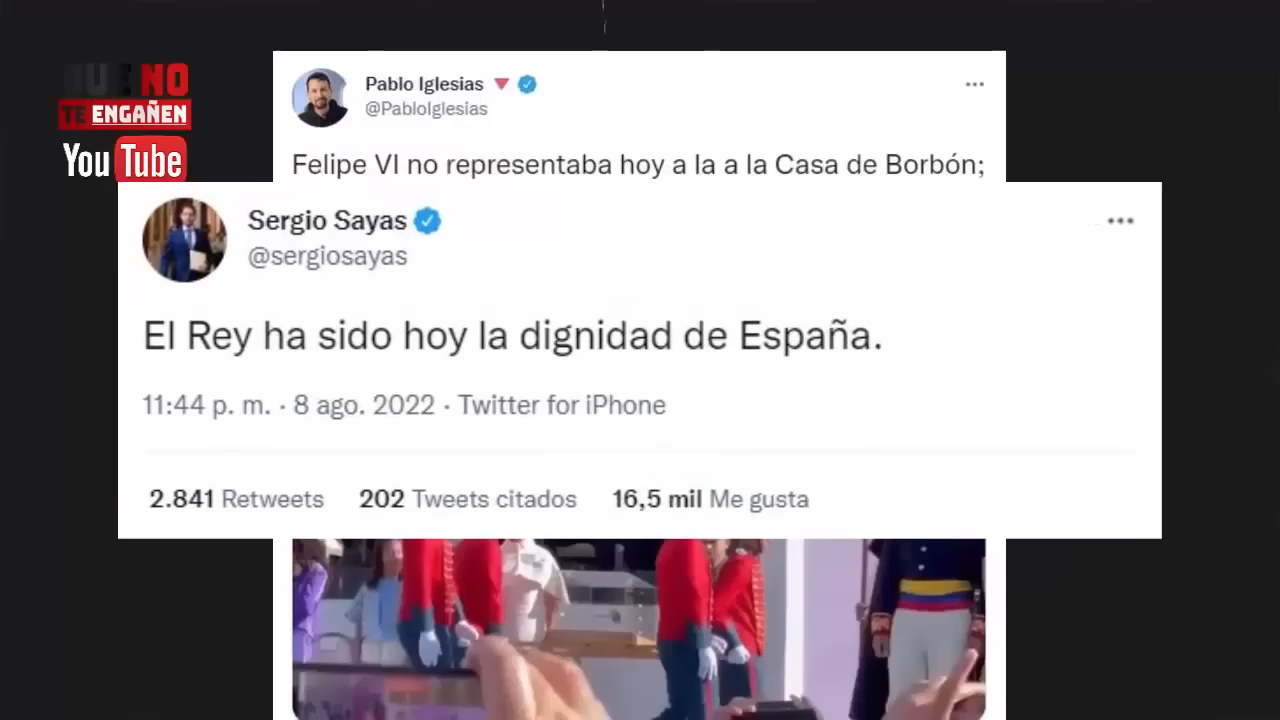 QUE NO
TE ENGAÑEN
YouTube
Pablo Iglesias
@PabloIglesias
Felipe VI no representaba hoy a la a la Casa de Borbón;
Sergio Sayas
@sergiosayas
El Rey ha sido hoy la dignidad de España.
11:44 p. m. · 8 ago. 2022 · Twitter for iPhone
2.841 Retweets 202 Tweets citados 16,5 mil Me gusta